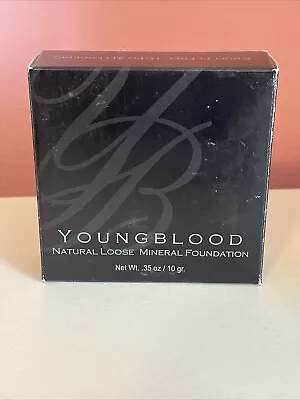 YOUNGBLOOD
NATURAL LOOSE MINERAL FOUNDATION
Net Wt. .35 oz / 10 gr.